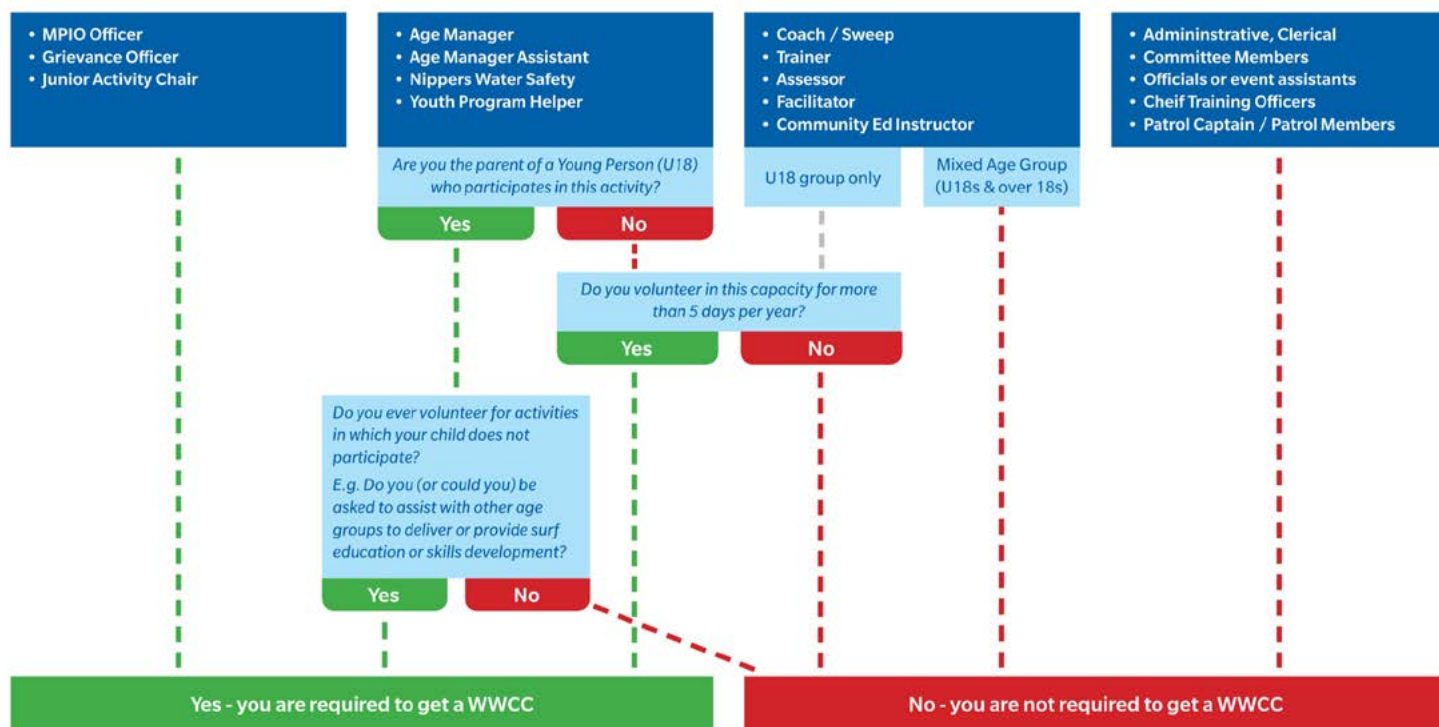 • MPIO Officer
• Grievance Officer
• Junior Activity Chair
• Age Manager
• Age Manager Assistant
• Nippers Water Safety
• Youth Program Helper
Are you the parent of a Young Person (U18)
who participates in this activity?
Yes
No
• Coach / Sweep
• Trainer
• Assessor
• Facilitator
• Community Ed Instructor
U18 group only
Mixed Age Group
(U18s & over 18s)
• Admininstrative, Clerical
• Committee Members
• Officials or event assistants
• Cheif Training Officers
• Patrol Captain / Patrol Members
Do you volunteer in this capacity for more
than 5 days per year?
Yes
No
Do you ever volunteer for activities
in which your child does not
participate?
E.g. Do you (or could you) be
asked to assist with other age
groups to deliver or provide surf
education or skills development?
Yes
No
Yes - you are required to get a WWCC
No - you are not required to get a WWCC